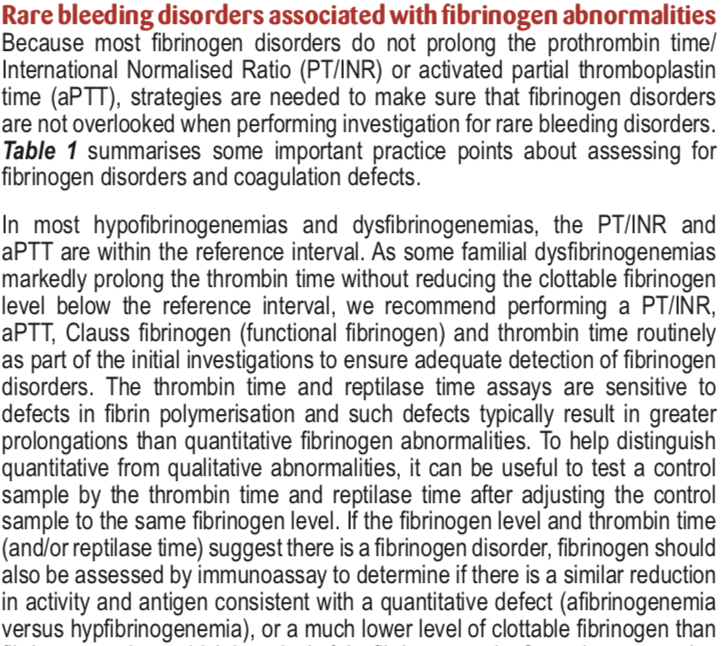 Rare bleeding disorders associated with fibrinogen abnormalities
Because most fibrinogen disorders do not prolong the prothrombin time/
International Normalised Ratio (PT/INR) or activated partial thromboplastin
time (aPTT), strategies are needed to make sure that fibrinogen disorders
are not overlooked when performing investigation for rare bleeding disorders.
Table 1 summarises some important practice points about assessing for
fibrinogen disorders and coagulation defects.
In most hypofibrinogenemias and dysfibrinogenemias, the PT/INR and
aPTT are within the reference interval. As some familial dysfibrinogenemias
markedly prolong the thrombin time without reducing the clottable fibrinogen
level below the reference interval, we recommend performing a PT/INR,
aPTT, Clauss fibrinogen (functional fibrinogen) and thrombin time routinely
as part of the initial investigations to ensure adequate detection of fibrinogen
disorders. The thrombin time and reptilase time assays are sensitive to
defects in fibrin polymerisation and such defects typically result in greater
prolongations than quantitative fibrinogen abnormalities. To help distinguish
quantitative from qualitative abnormalities, it can be useful to test a control
sample by the thrombin time and reptilase time after adjusting the control
sample to the same fibrinogen level. If the fibrinogen level and thrombin time
(and/or reptilase time) suggest there is a fibrinogen disorder, fibrinogen should
also be assessed by immunoassay to determine if there is a similar reduction
in activity and antigen consistent with a quantitative defect (afibrinogenemia
versus hypfibrinogenemia), or a much lower level of clottable fibrinogen than